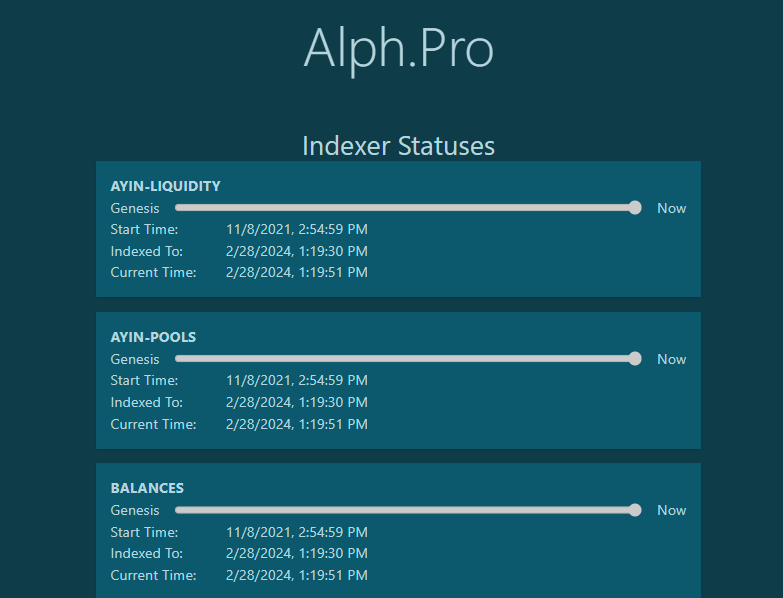 Alph.Pro
Indexer Statuses
AYIN-LIQUIDITY
Genesis Now
Start Time: 11/8/2021, 2:54:59 PM
Indexed To: 2/28/2024, 1:19:30 PM
Current Time: 2/28/2024, 1:19:51 PM
AYIN-POOLS
Genesis Now
Start Time: 11/8/2021, 2:54:59 PM
Indexed To: 2/28/2024, 1:19:30 PM
Current Time: 2/28/2024, 1:19:51 PM
BALANCES
Genesis Now
Start Time: 11/8/2021, 2:54:59 PM
Indexed To: 2/28/2024, 1:19:30 PM
Current Time: 2/28/2024, 1:19:51 PM